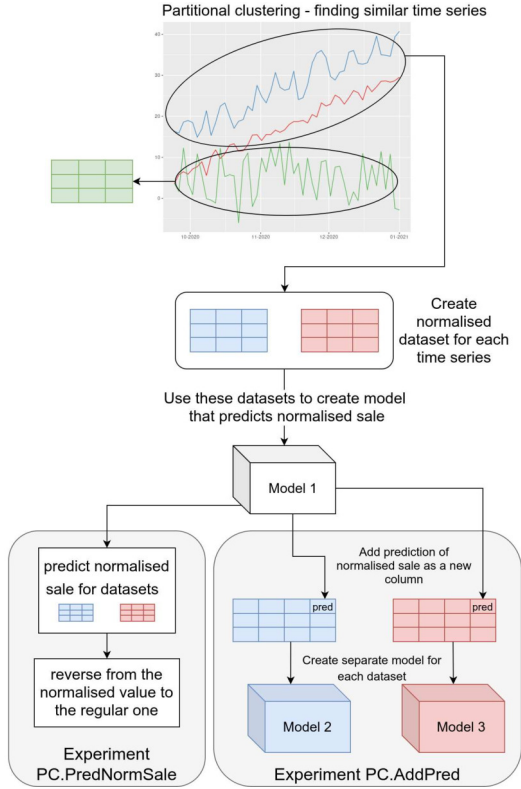 Partitional clustering - finding similar time series
40
30
20
10
0
10-2020
11-2020
12-2020
01-2021
Create
normalised
dataset for each
time series
Use these datasets to create model
that predicts normalised sale
Model 1
predict normalised
sale for datasets
reverse from the
normalised value to
the regular one
Experiment
PC.PredNormSale
Add prediction of
normalised sale as a new
column
pred
pred
Create separate model for
each dataset
Model 2
Model 3
Experiment PC.AddPred